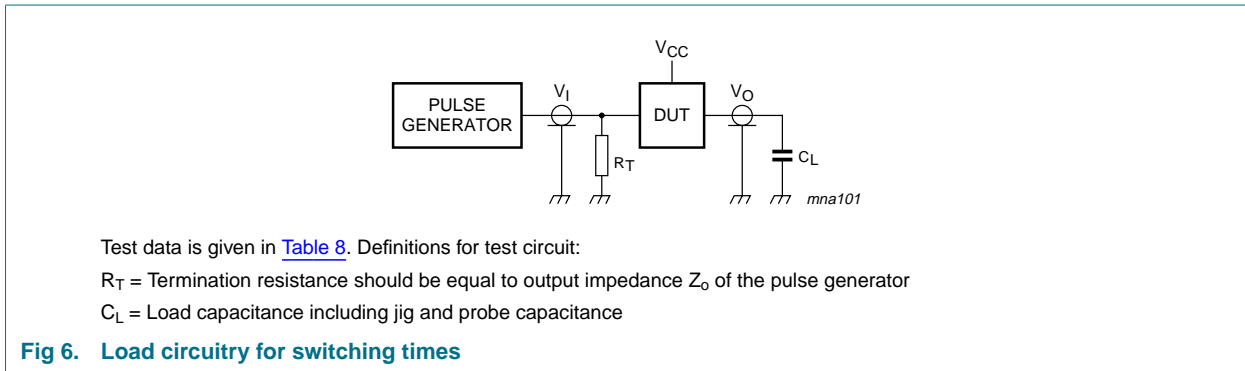 VCC
PULSE
GENERATOR
VI
RT
DUT
VO
CL
mna101
Test data is given in Table 8. Definitions for test circuit:
RT = Termination resistance should be equal to output impedance Zo of the pulse generator
CL = Load capacitance including jig and probe capacitance
Fig 6. Load circuitry for switching times